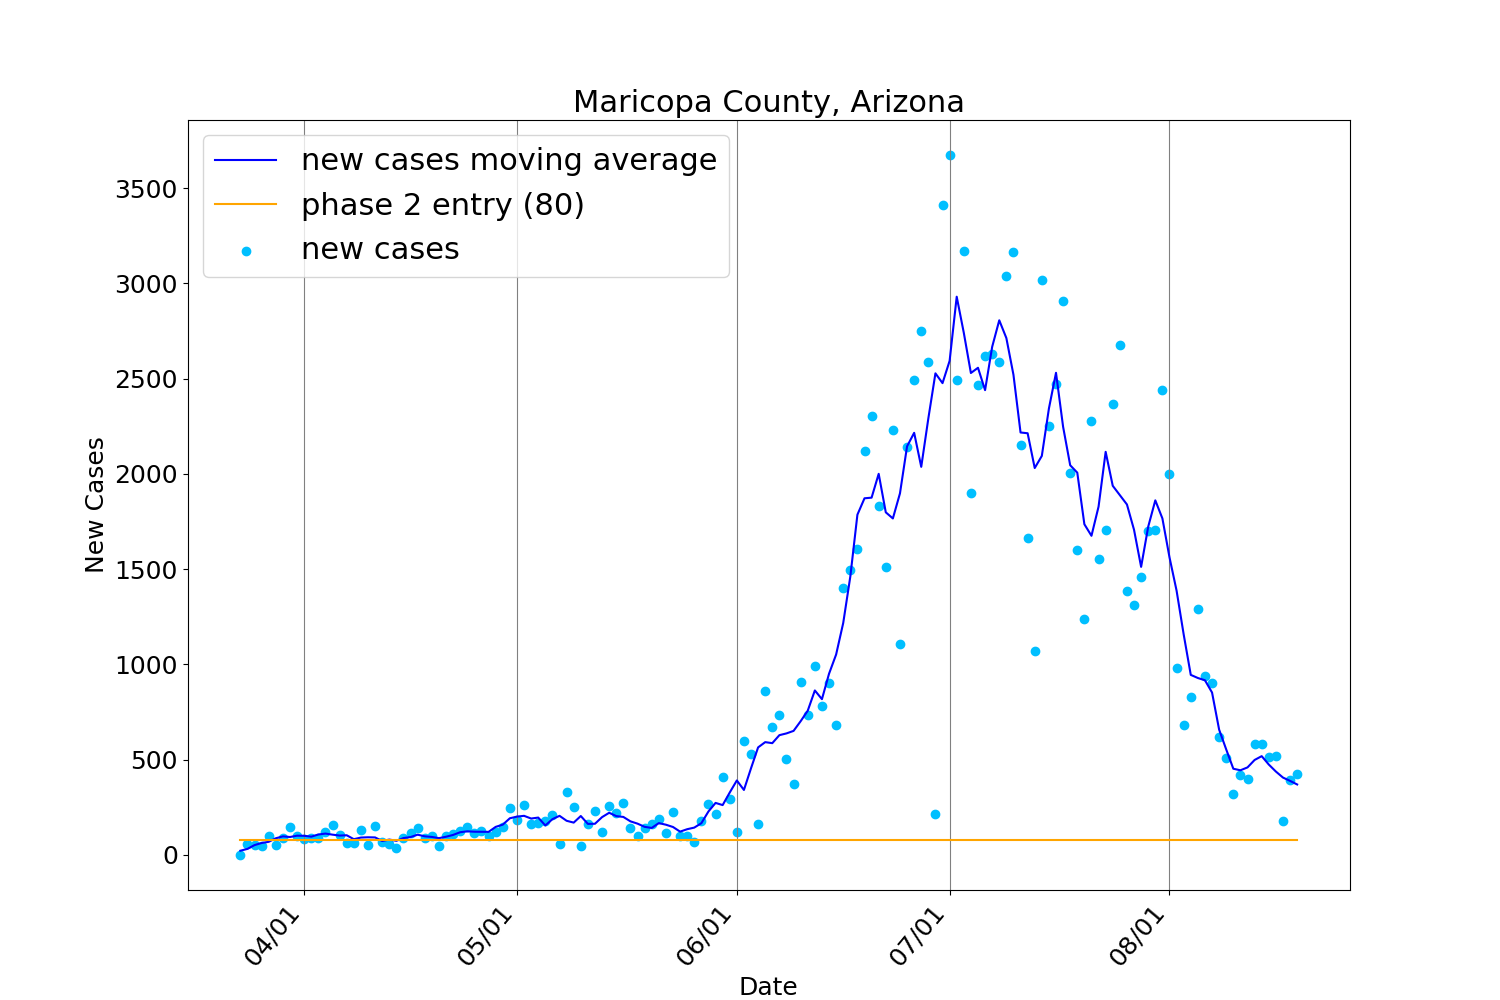 Maricopa County, Arizona
new cases moving average
phase 2 entry (80)
new cases
3500
3000
2500
2000
1500
1000
500
0
New Cases
04/01
05/01
06/01
07/01
08/01
Date